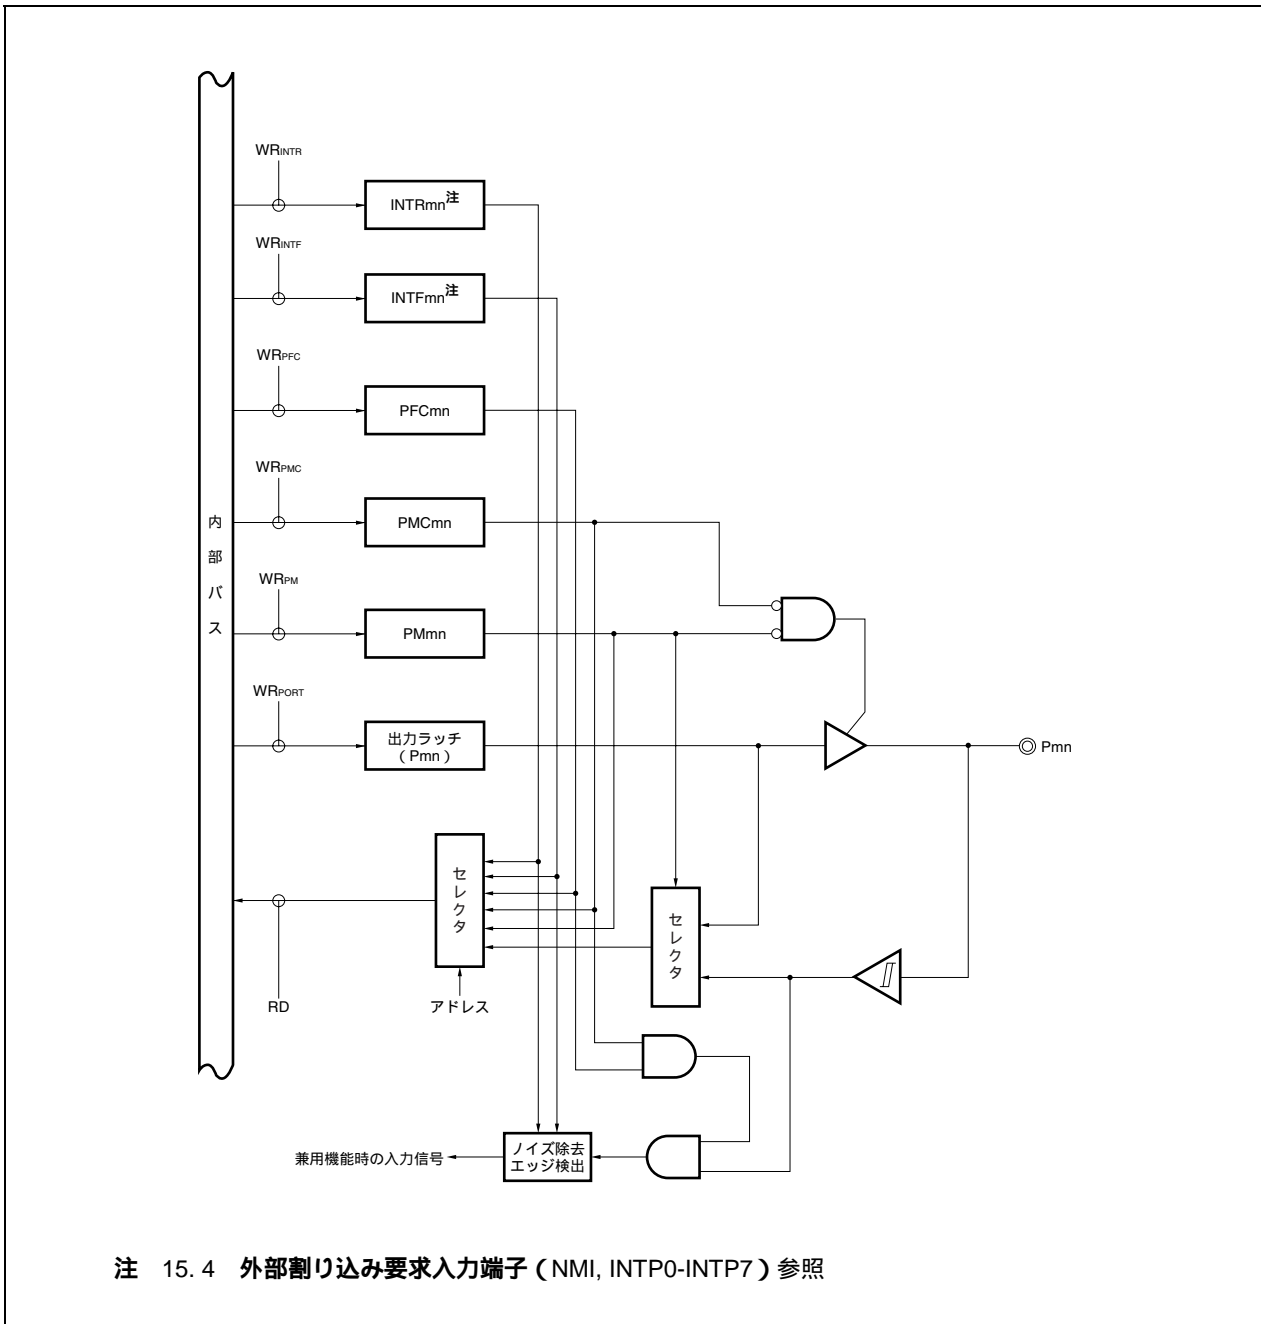 WRINTR
INTRmn注
WRINTF
INTFmn注
WRPFC
PFCmn
WRPMC
PMCmn
内部バス
WRPM
PMmn
WRPORT
出力ラッチ
（Pmn）
Pmn
セレクタ
セレクタ
RD
アドレス
ノイズ除去
エッジ検出
兼用機能時の入力信号
注 15. 4 外部割り込み要求入力端子（NMI, INTP0-INTP7）参照